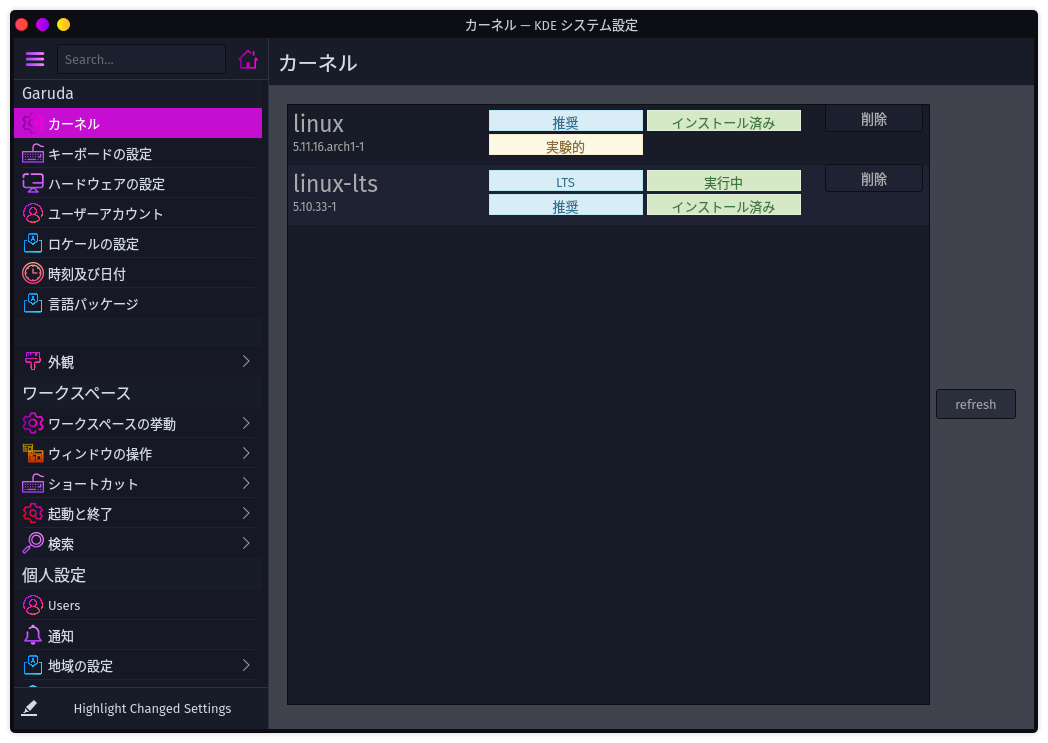 カーネル — KDE システム設定
Search...
カーネル
Garuda
カーネル
キーボードの設定
ハードウェアの設定
ユーザーアカウント
ロケールの設定
時刻及び日付
言語パッケージ
外観
ワークスペース
ワークスペースの挙動
ウィンドウの操作
ショートカット
起動と終了
検索
個人設定
Users
通知
地域の設定
Highlight Changed Settings
linux
5.11.16.arch1-1
推奨
インストール済み
実験的
削除
linux-lts
5.10.33-1
LTS
実行中
推奨
インストール済み
削除
refresh